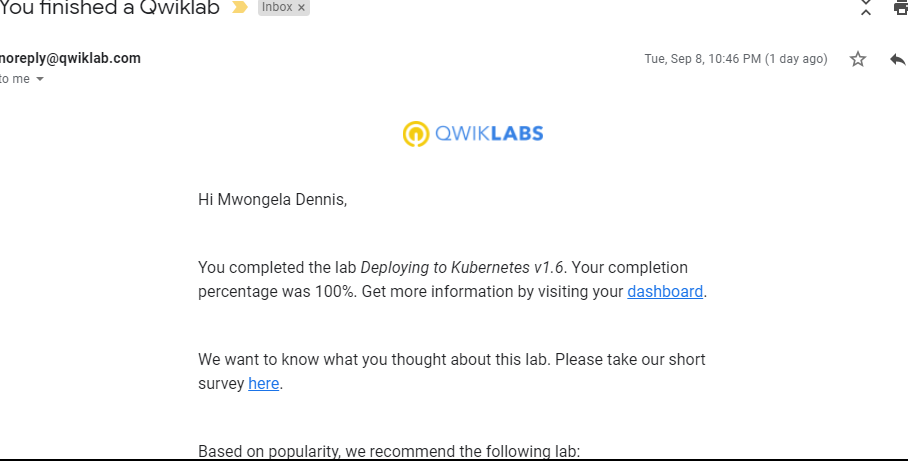 You finished a Qwiklab Inbox ×
noreply@qwiklab.com Tue, Sep 8, 10:46 PM (1 day ago)
to me
QWIKLABS
Hi Mwongela Dennis,
You completed the lab Deploying to Kubernetes v1.6. Your completion
percentage was 100%. Get more information by visiting your dashboard.
We want to know what you thought about this lab. Please take our short
survey here.
Based on popularity, we recommend the following lab: